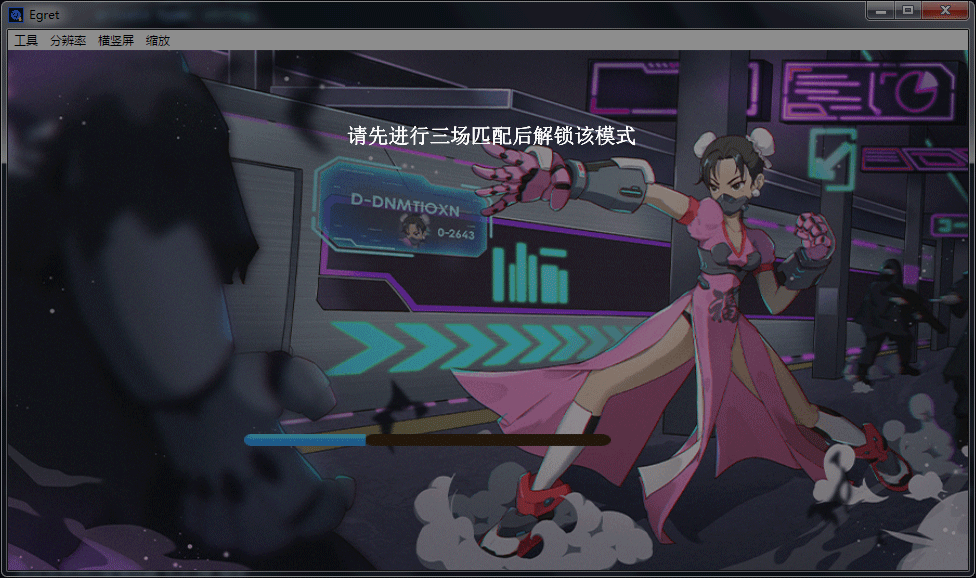 Egret
工具 分辨率 横竖屏 缩放
请先进行三场匹配后解锁该模式
D-DNMTIOXN
0-2643